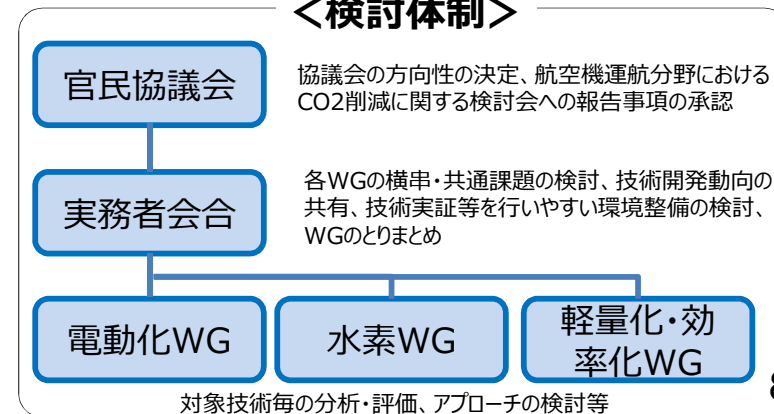 ＜検討体制＞
官民協議会
協議会の方向性の決定、航空機運航分野における
CO2削減に関する検討会への報告事項の承認
実務者会合
各WGの横串・共通課題の検討、技術開発動向の
共有、技術実証等を行いやすい環境整備の検討、
WGのとりまとめ
電動化WG
水素WG
軽量化・効
率化WG
対象技術毎の分析・評価、アプローチの検討等